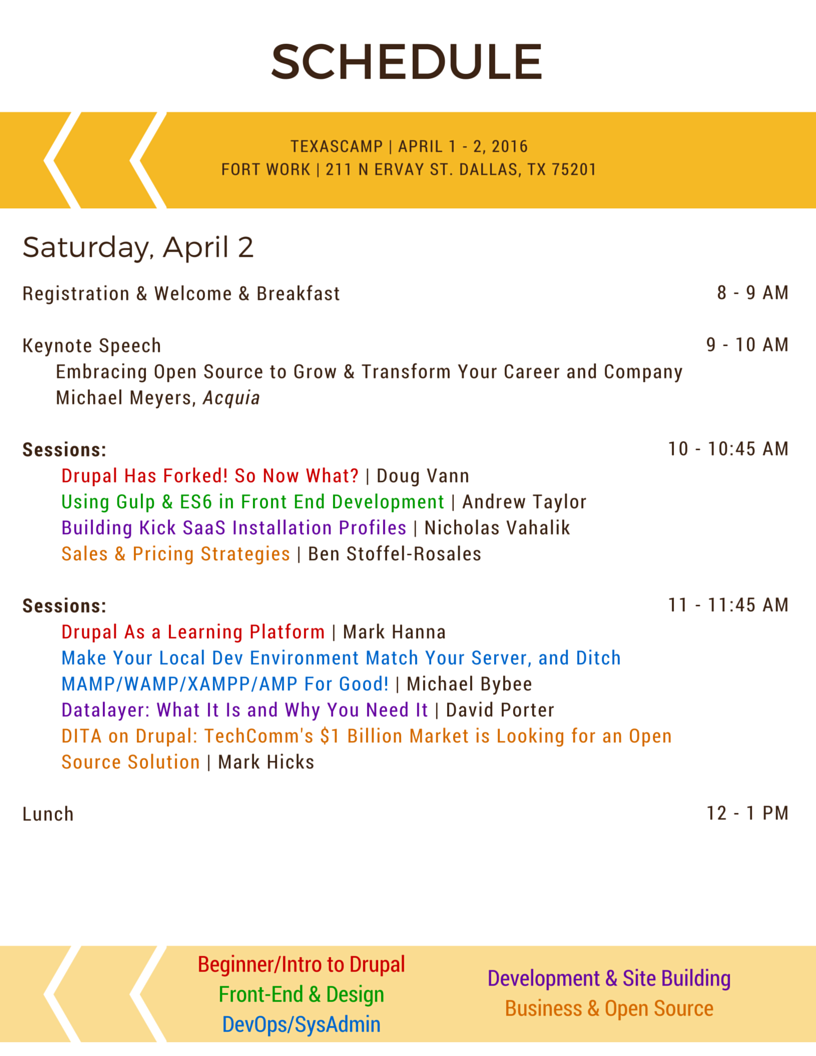 SCHEDULE
TEXASCAMP | APRIL 1 - 2, 2016
FORT WORK | 211 N ERVAY ST. DALLAS, TX 75201
Saturday, April 2
Registration & Welcome & Breakfast 8 - 9 AM
Keynote Speech 9 - 10 AM
Embracing Open Source to Grow & Transform Your Career and Company
Michael Meyers, Acquia
Sessions: 10 - 10:45 AM
Drupal Has Forked! So Now What? | Doug Vann
Using Gulp & ES6 in Front End Development | Andrew Taylor
Building Kick SaaS Installation Profiles | Nicholas Vahalik
Sales & Pricing Strategies | Ben Stoffel-Rosales
Sessions: 11 - 11:45 AM
Drupal As a Learning Platform | Mark Hanna
Make Your Local Dev Environment Match Your Server, and Ditch
MAMP/WAMP/XAMPP/AMP For Good! | Michael Bybee
Datalayer: What It Is and Why You Need It | David Porter
DITA on Drupal: TechComm's $1 Billion Market is Looking for an Open
Source Solution | Mark Hicks
Lunch 12 - 1 PM
Beginner/Intro to Drupal
Front-End & Design
DevOps/SysAdmin
Development & Site Building
Business & Open Source